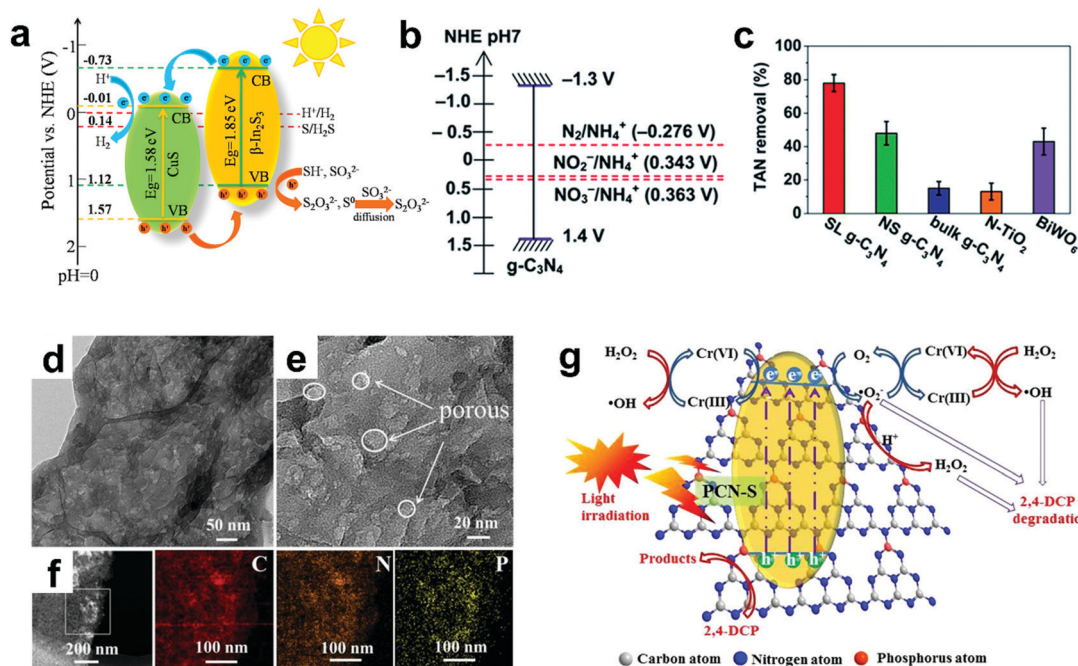 a
Potential vs. NHE (V)
-1
-0.73
-0.01
0
0.14
1
1.12
1.57
2
pH=0
H⁺
H₂
e⁻
e⁻ e⁻ e⁻
CB
Eg=1.58 eV
CuS
VB
h⁺ h⁺ h⁺
e⁻ e⁻ e⁻
CB
Eg=1.85 eV
β-In₂S₃
VB
h⁺ h⁺ h⁺
H⁺/H₂
S/H₂S
h⁺
SH⁻, SO₃²⁻
S₂O₃²⁻, S⁰
SO₃²⁻
diffusion
S₂O₃²⁻
b
NHE pH7
–1.5
–1.0
– 0.5
0
0.5
1.0
1.5
–1.3 V
N₂/NH₄⁺ (–0.276 V)
NO₂⁻/NH₄⁺ (0.343 V)
NO₃⁻/NH₄⁺ (0.363 V)
1.4 V
g-C₃N₄
c
TAN removal (%)
100
80
60
40
20
0
SL g-C₃N₄
NS g-C₃N₄
bulk g-C₃N₄
N-TiO₂
BiWO₆
d
50 nm
e
porous
20 nm
f
200 nm
C
100 nm
N
100 nm
P
100 nm
g
H₂O₂
Cr(VI)
•OH
Cr(III)
e⁻ e⁻ e⁻
O₂
•O₂⁻
Cr(VI)
Cr(III)
H₂O₂
•OH
H⁺
H₂O₂
Light
irradiation
PCN-S
2,4-DCP
degradatio
Products
h⁺ h⁺ h⁺
2,4-DCP
Carbon atom
Nitrogen atom
Phosphorus atom